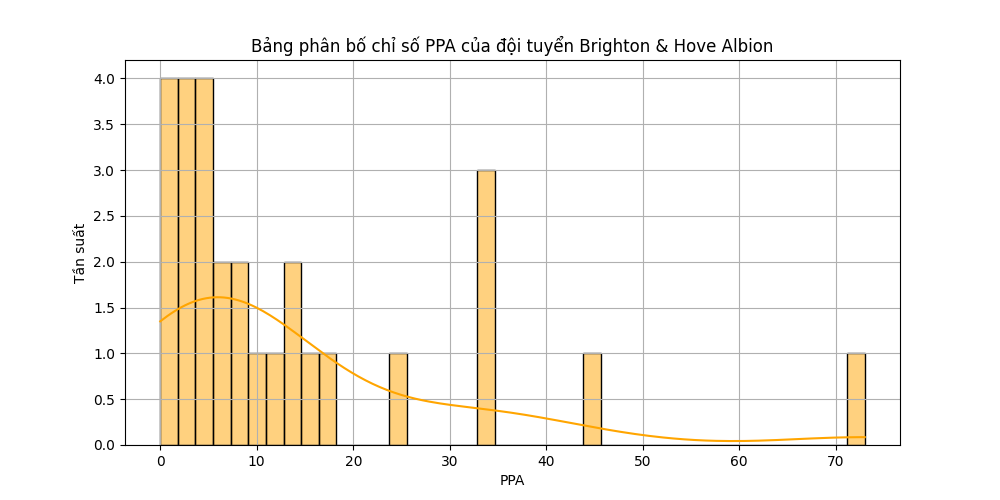 Bảng phân bố chỉ số PPA của đội tuyển Brighton & Hove Albion
4.0
3.5
3.0
2.5
2.0
1.5
1.0
0.5
0.0
Tần suất
0 10 20 30 40 50 60 70
PPA